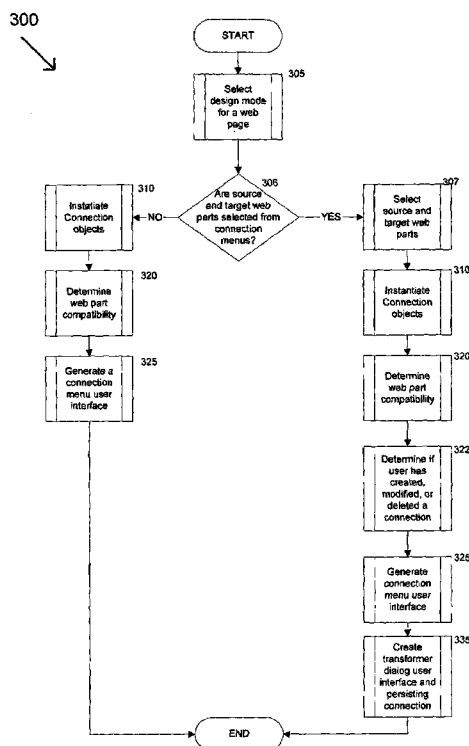 300
START
305
Select
design mode
for a web
page
306
Are source
and target web
parts selected from
connection
menus?
NO
YES
310
Instatiate
Connection
objects
320
Determine
web part
compatibility
325
Generate a
connection
menu user
interface
307
Select
source and
target web
parts
310
Instantiate
Connection
objects
320
Determine
web part
compatibility
322
Determine if
user has
created,
modified, or
deleted a
connection
325
Generate
connection
menu user
interface
335
Create
transformer
dialog user
interface and
persisting
connection
END